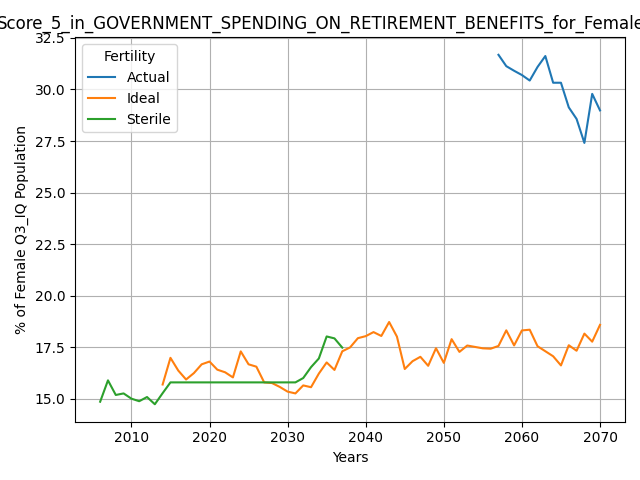 Score_5_in_GOVERNMENT_SPENDING_ON_RETIREMENT_BENEFITS_for_Female
Fertility
Actual
Ideal
Sterile
% of Female Q3_IQ Population
32.5
30.0
27.5
25.0
22.5
20.0
17.5
15.0
2010 2020 2030 2040 2050 2060 2070
Years